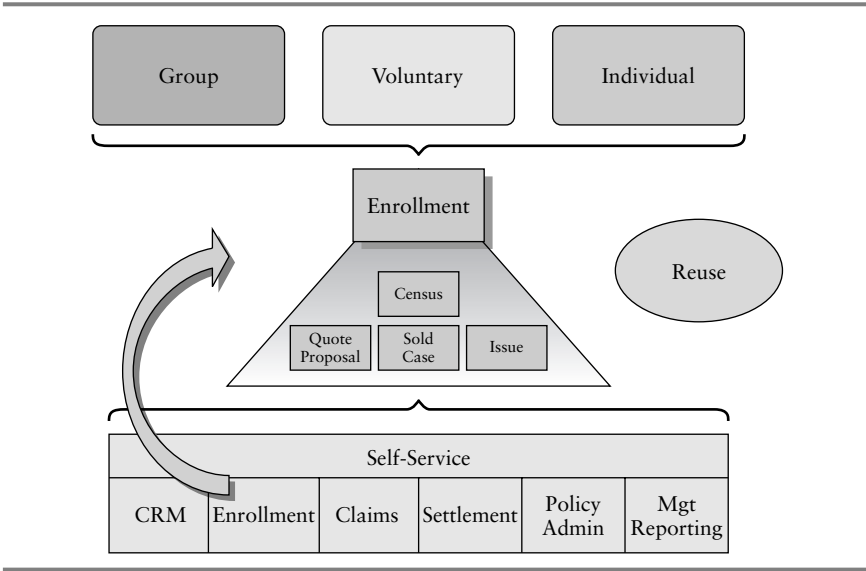 Group
Voluntary
Individual
Enrollment
Reuse
Census
Quote
Proposal
Sold
Case
Issue
Self-Service
CRM
Enrollment
Claims
Settlement
Policy
Admin
Mgt
Reporting